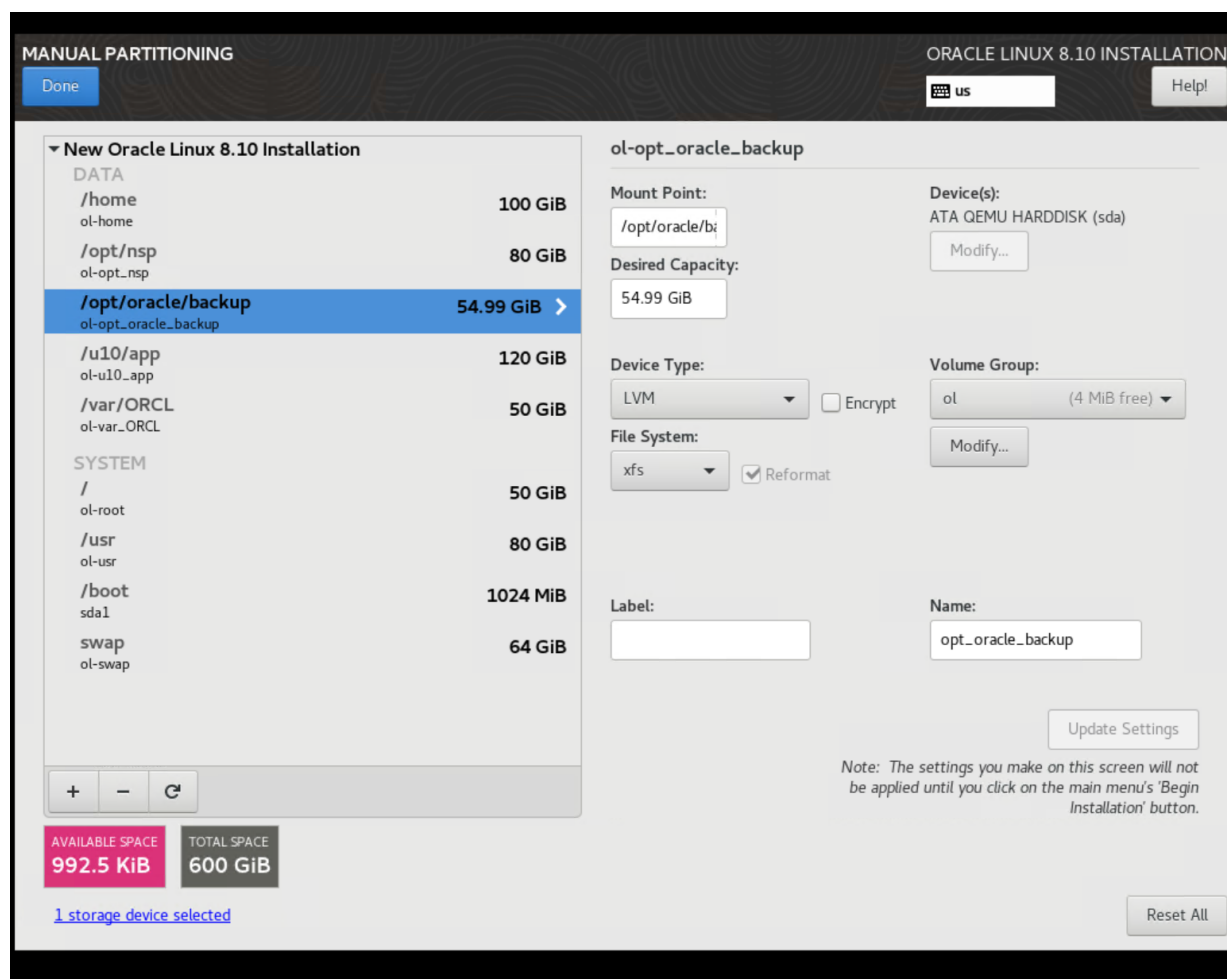 MANUAL PARTITIONING
ORACLE LINUX 8.10 INSTALLATION
Done
us
Help!
New Oracle Linux 8.10 Installation
DATA
/home
100 GiB
ol-home
/opt/nsp
80 GiB
ol-opt_nsp
/opt/oracle/backup
54.99 GiB
ol-opt_oracle_backup
/u10/app
120 GiB
ol-u10_app
/var/ORCL
50 GiB
ol-var_ORCL
SYSTEM
/
50 GiB
ol-root
/usr
80 GiB
ol-usr
/boot
1024 MiB
sda1
swap
64 GiB
ol-swap
+ −
AVAILABLE SPACE
992.5 KiB
TOTAL SPACE
600 GiB
1 storage device selected
ol-opt_oracle_backup
Mount Point:
/opt/oracle/ba
Device(s):
ATA QEMU HARDDISK (sda)
Modify...
Desired Capacity:
54.99 GiB
Device Type:
LVM
Encrypt
Volume Group:
ol (4 MiB free)
Modify...
File System:
xfs
Reformat
Label:
Name:
opt_oracle_backup
Update Settings
Note: The settings you make on this screen will not
be applied until you click on the main menu's 'Begin
Installation' button.
Reset All